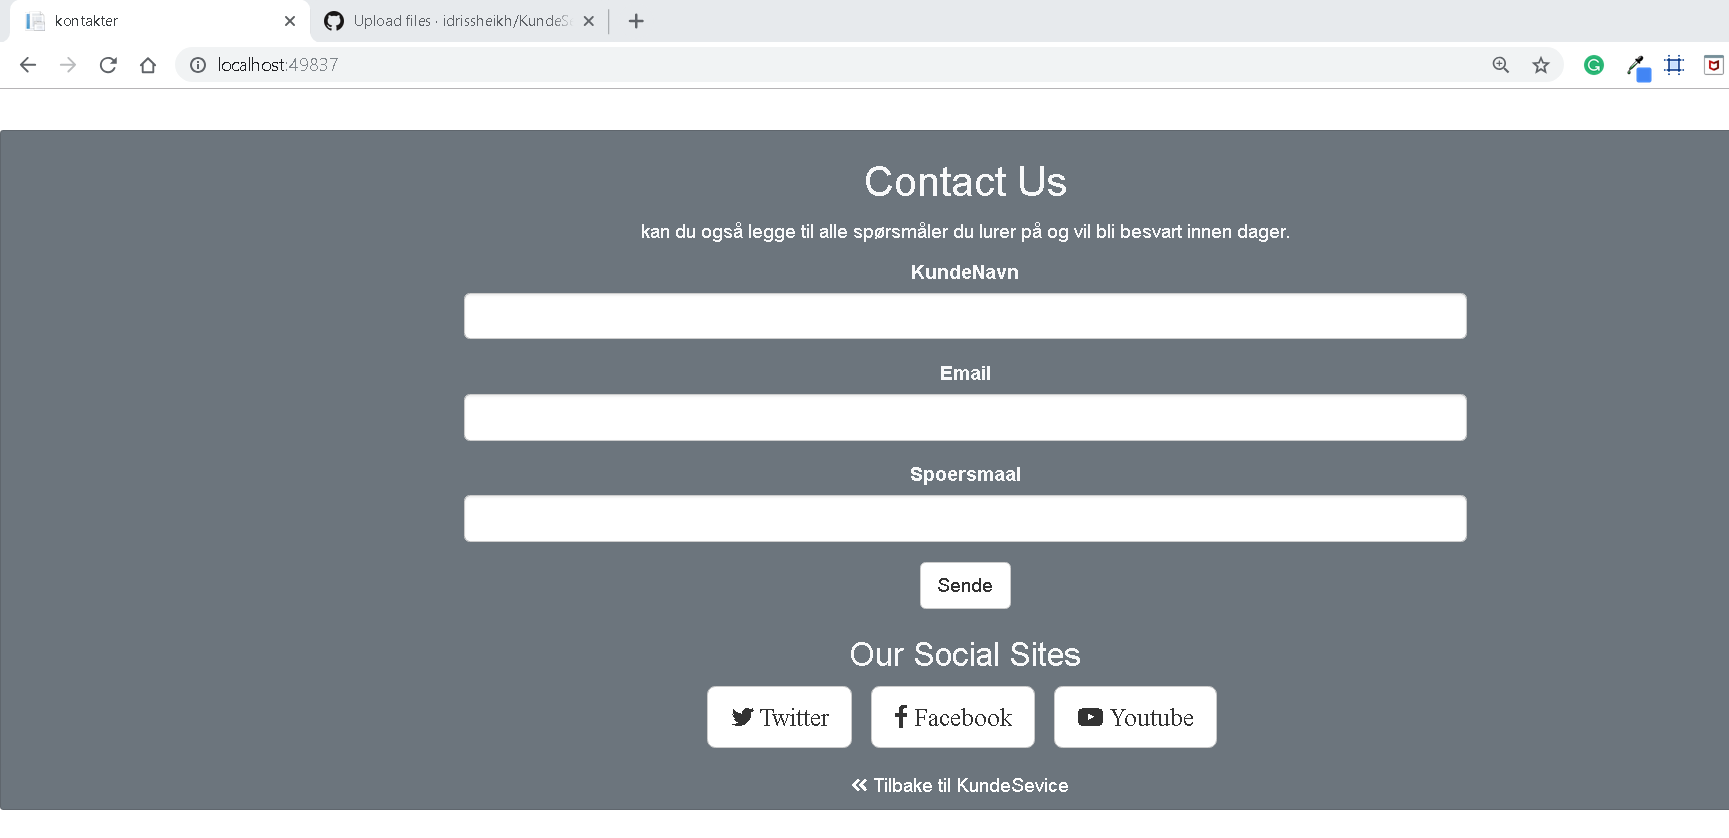 kontakter
Upload files · idrissheikh/KundeS
localhost:49837
Contact Us
kan du også legge til alle spørsmåler du lurer på og vil bli besvart innen dager.
KundeNavn
Email
Spoersmaal
Sende
Our Social Sites
Twitter
Facebook
Youtube
Tilbake til KundeSevice